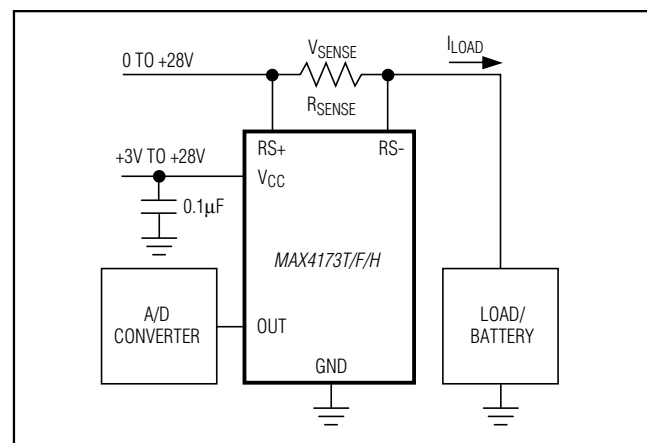 0 TO +28V
VSENSE
ILOAD
RSENSE
+3V TO +28V
RS+
RS-
VCC
0.1μF
MAX4173T/F/H
A/D
CONVERTER
OUT
LOAD/
BATTERY
GND